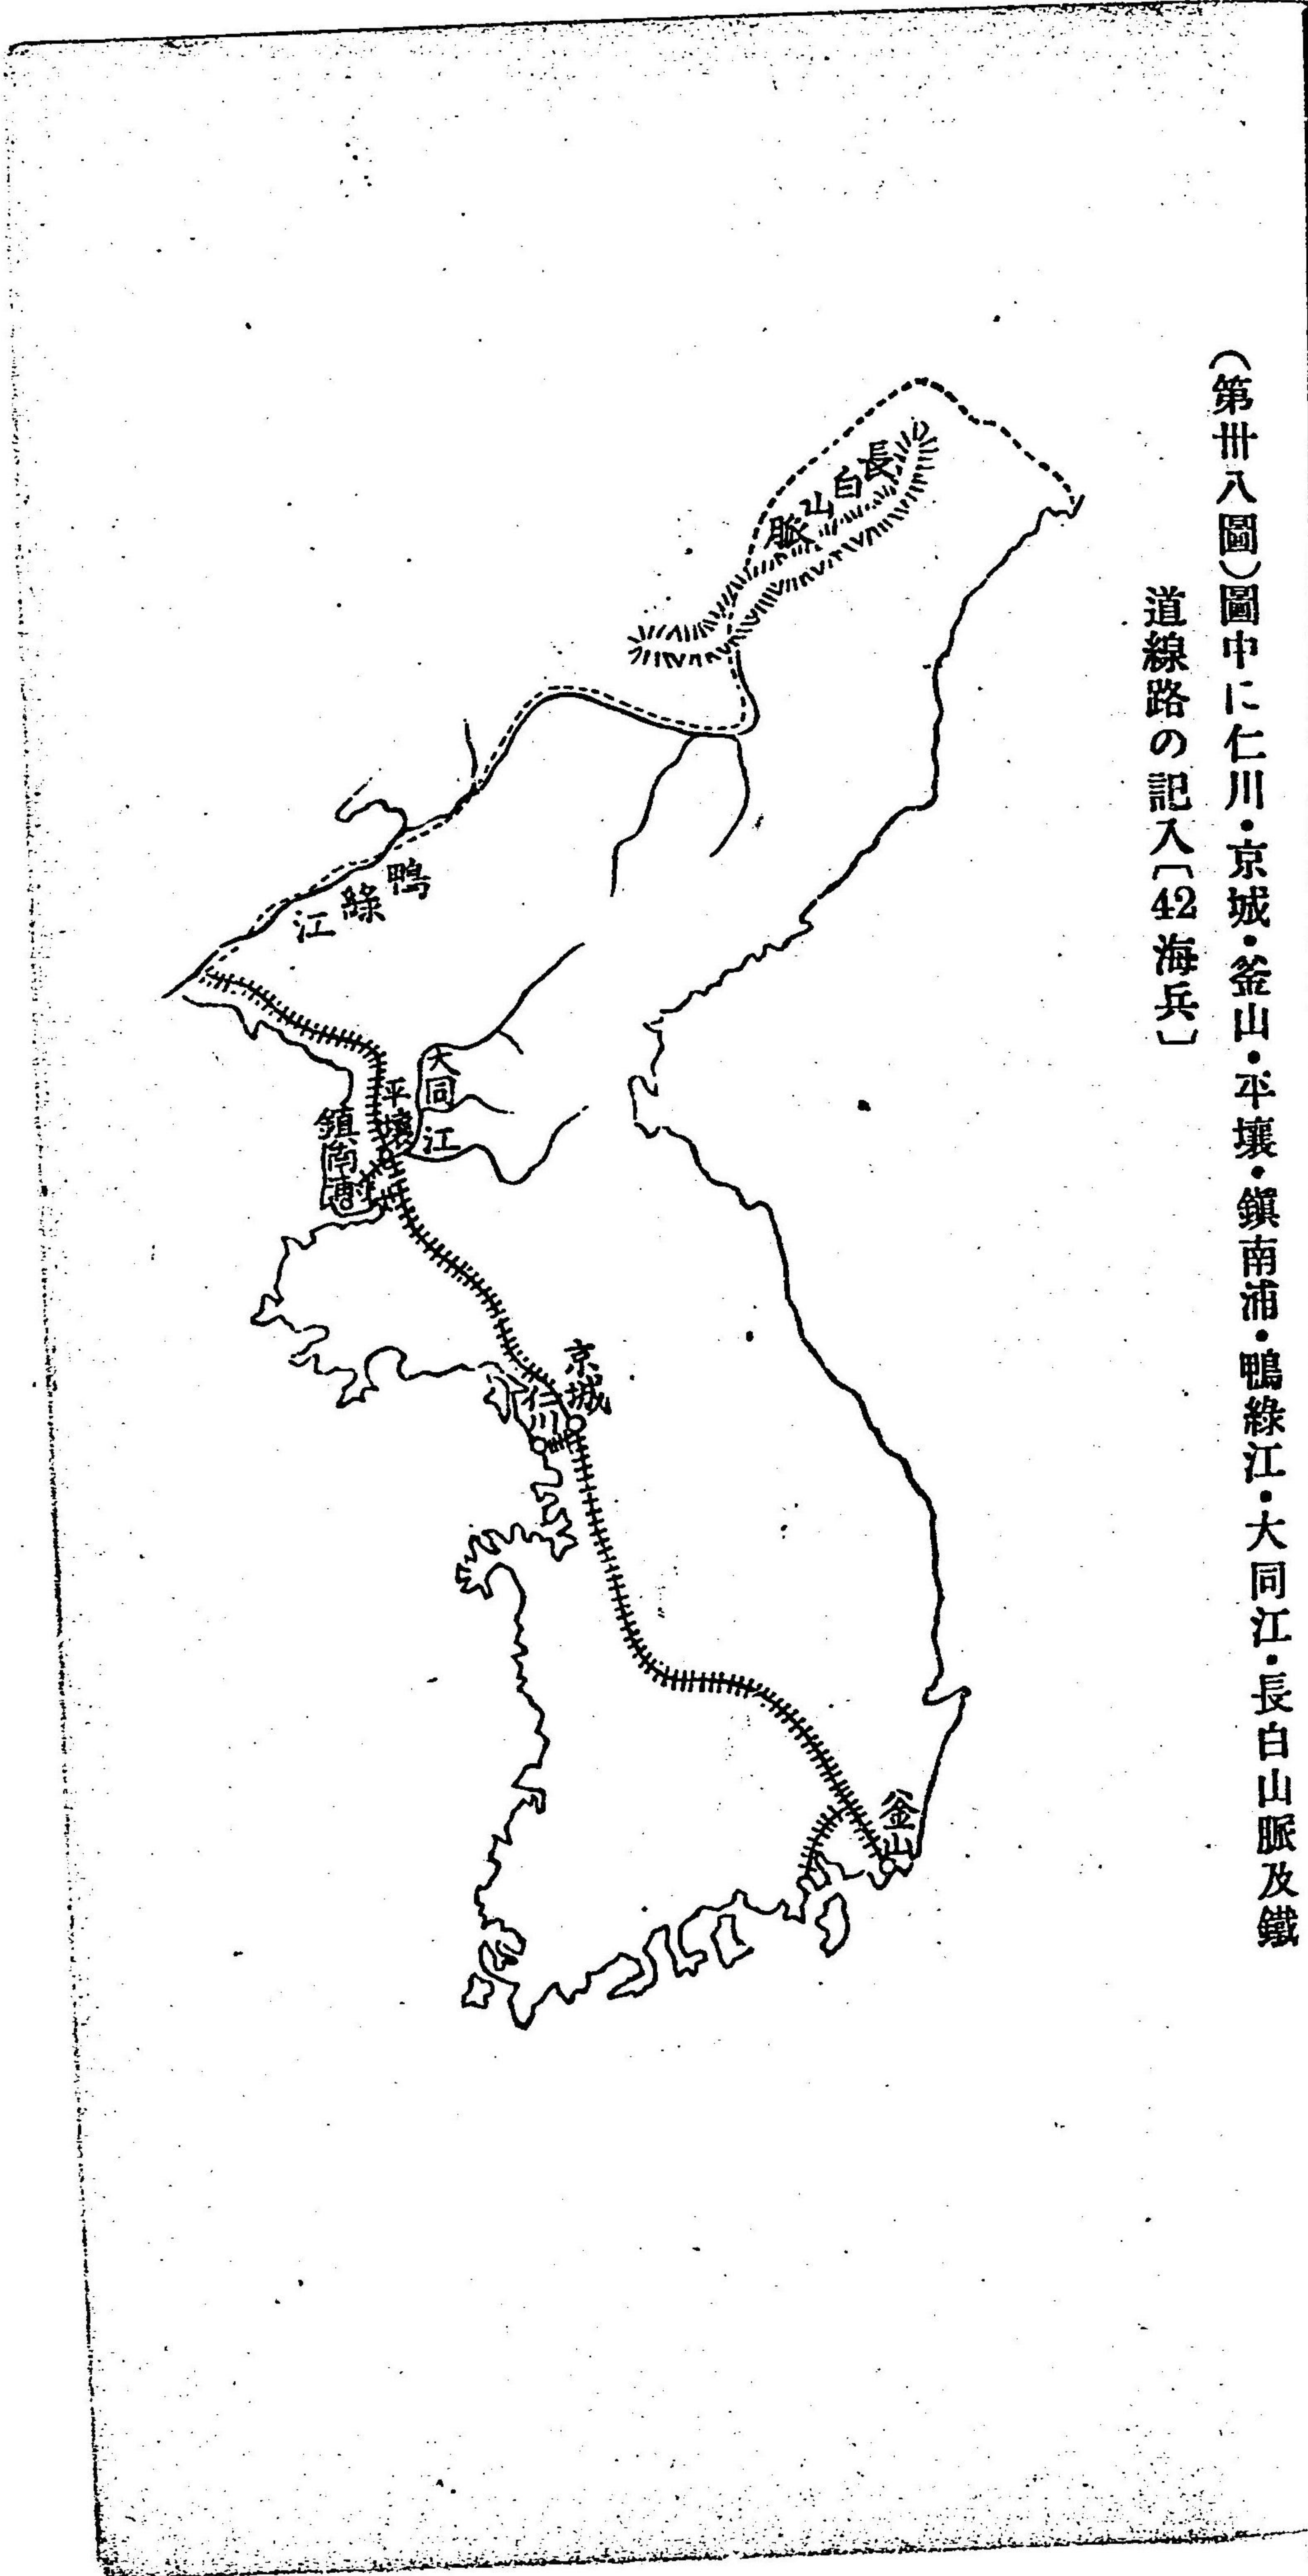 (第卅八圖)圖中に仁川・京城・釜山・平壤・鎭南浦・鴨綠江・大同江・長白山脈及鐵
道線路の記入〔42海兵〕
長白山脈
鴨綠江
大同江
平壤
鎭南浦
京城
仁川
釜山